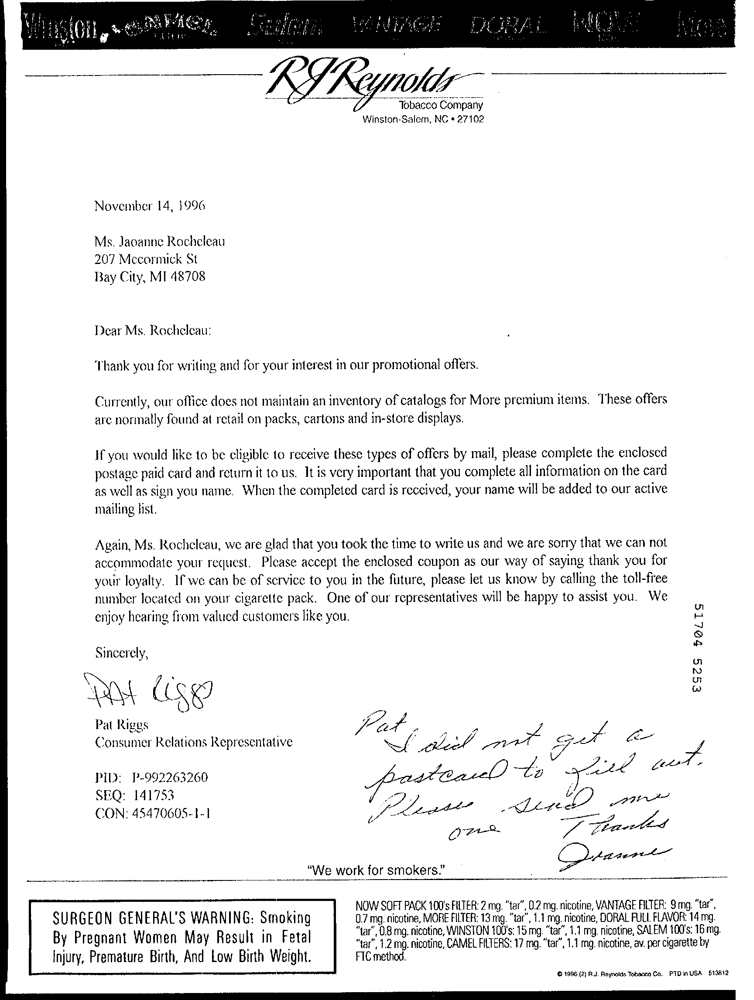 Winston CAMEL Salem VANTAGE DORAL NOW More
RJReynolds
Tobacco Company
Winston-Salem, NC • 27102
November 14, 1996
Ms. Jaoanne Rocheleau
207 Mccormick St
Bay City, MI 48708
Dear Ms. Rocheleau:
Thank you for writing and for your interest in our promotional offers.
Currently, our office does not maintain an inventory of catalogs for More premium items. These offers
are normally found at retail on packs, cartons and in-store displays.
If you would like to be eligible to receive these types of offers by mail, please complete the enclosed
postage paid card and return it to us. It is very important that you complete all information on the card
as well as sign you name. When the completed card is received, your name will be added to our active
mailing list.
Again, Ms. Rocheleau, we are glad that you took the time to write us and we are sorry that we can not
accommodate your request. Please accept the enclosed coupon as our way of saying thank you for
your loyalty. If we can be of service to you in the future, please let us know by calling the toll-free
number located on your cigarette pack. One of our representatives will be happy to assist you. We
enjoy hearing from valued customers like you.
51704 5253
Sincerely,
PAt Riggs
Pat Riggs
Consumer Relations Representative
PID: P-992263260
SEQ: 141753
CON: 45470605-1-1
Pat,
I did not get a
postcard to fill out.
Please send me
one Thanks
Joanne
"We work for smokers."
SURGEON GENERAL'S WARNING: Smoking
By Pregnant Women May Result in Fetal
Injury, Premature Birth, And Low Birth Weight.
NOW SOFT PACK 100's FILTER: 2 mg. "tar", 0.2 mg. nicotine, VANTAGE FILTER: 9 mg. "tar",
0.7 mg. nicotine, MORE FILTER: 13 mg. "tar", 1.1 mg. nicotine, DORAL FULL FLAVOR: 14 mg.
"tar", 0.8 mg. nicotine, WINSTON 100's: 15 mg. "tar", 1.1 mg. nicotine, SALEM 100's: 16 mg.
"tar", 1.2 mg. nicotine, CAMEL FILTERS: 17 mg. "tar", 1.1 mg. nicotine, av. per cigarette by
FTC method.
© 1996 (2) R.J. Reynolds Tobacco Co. PTD in USA 513612